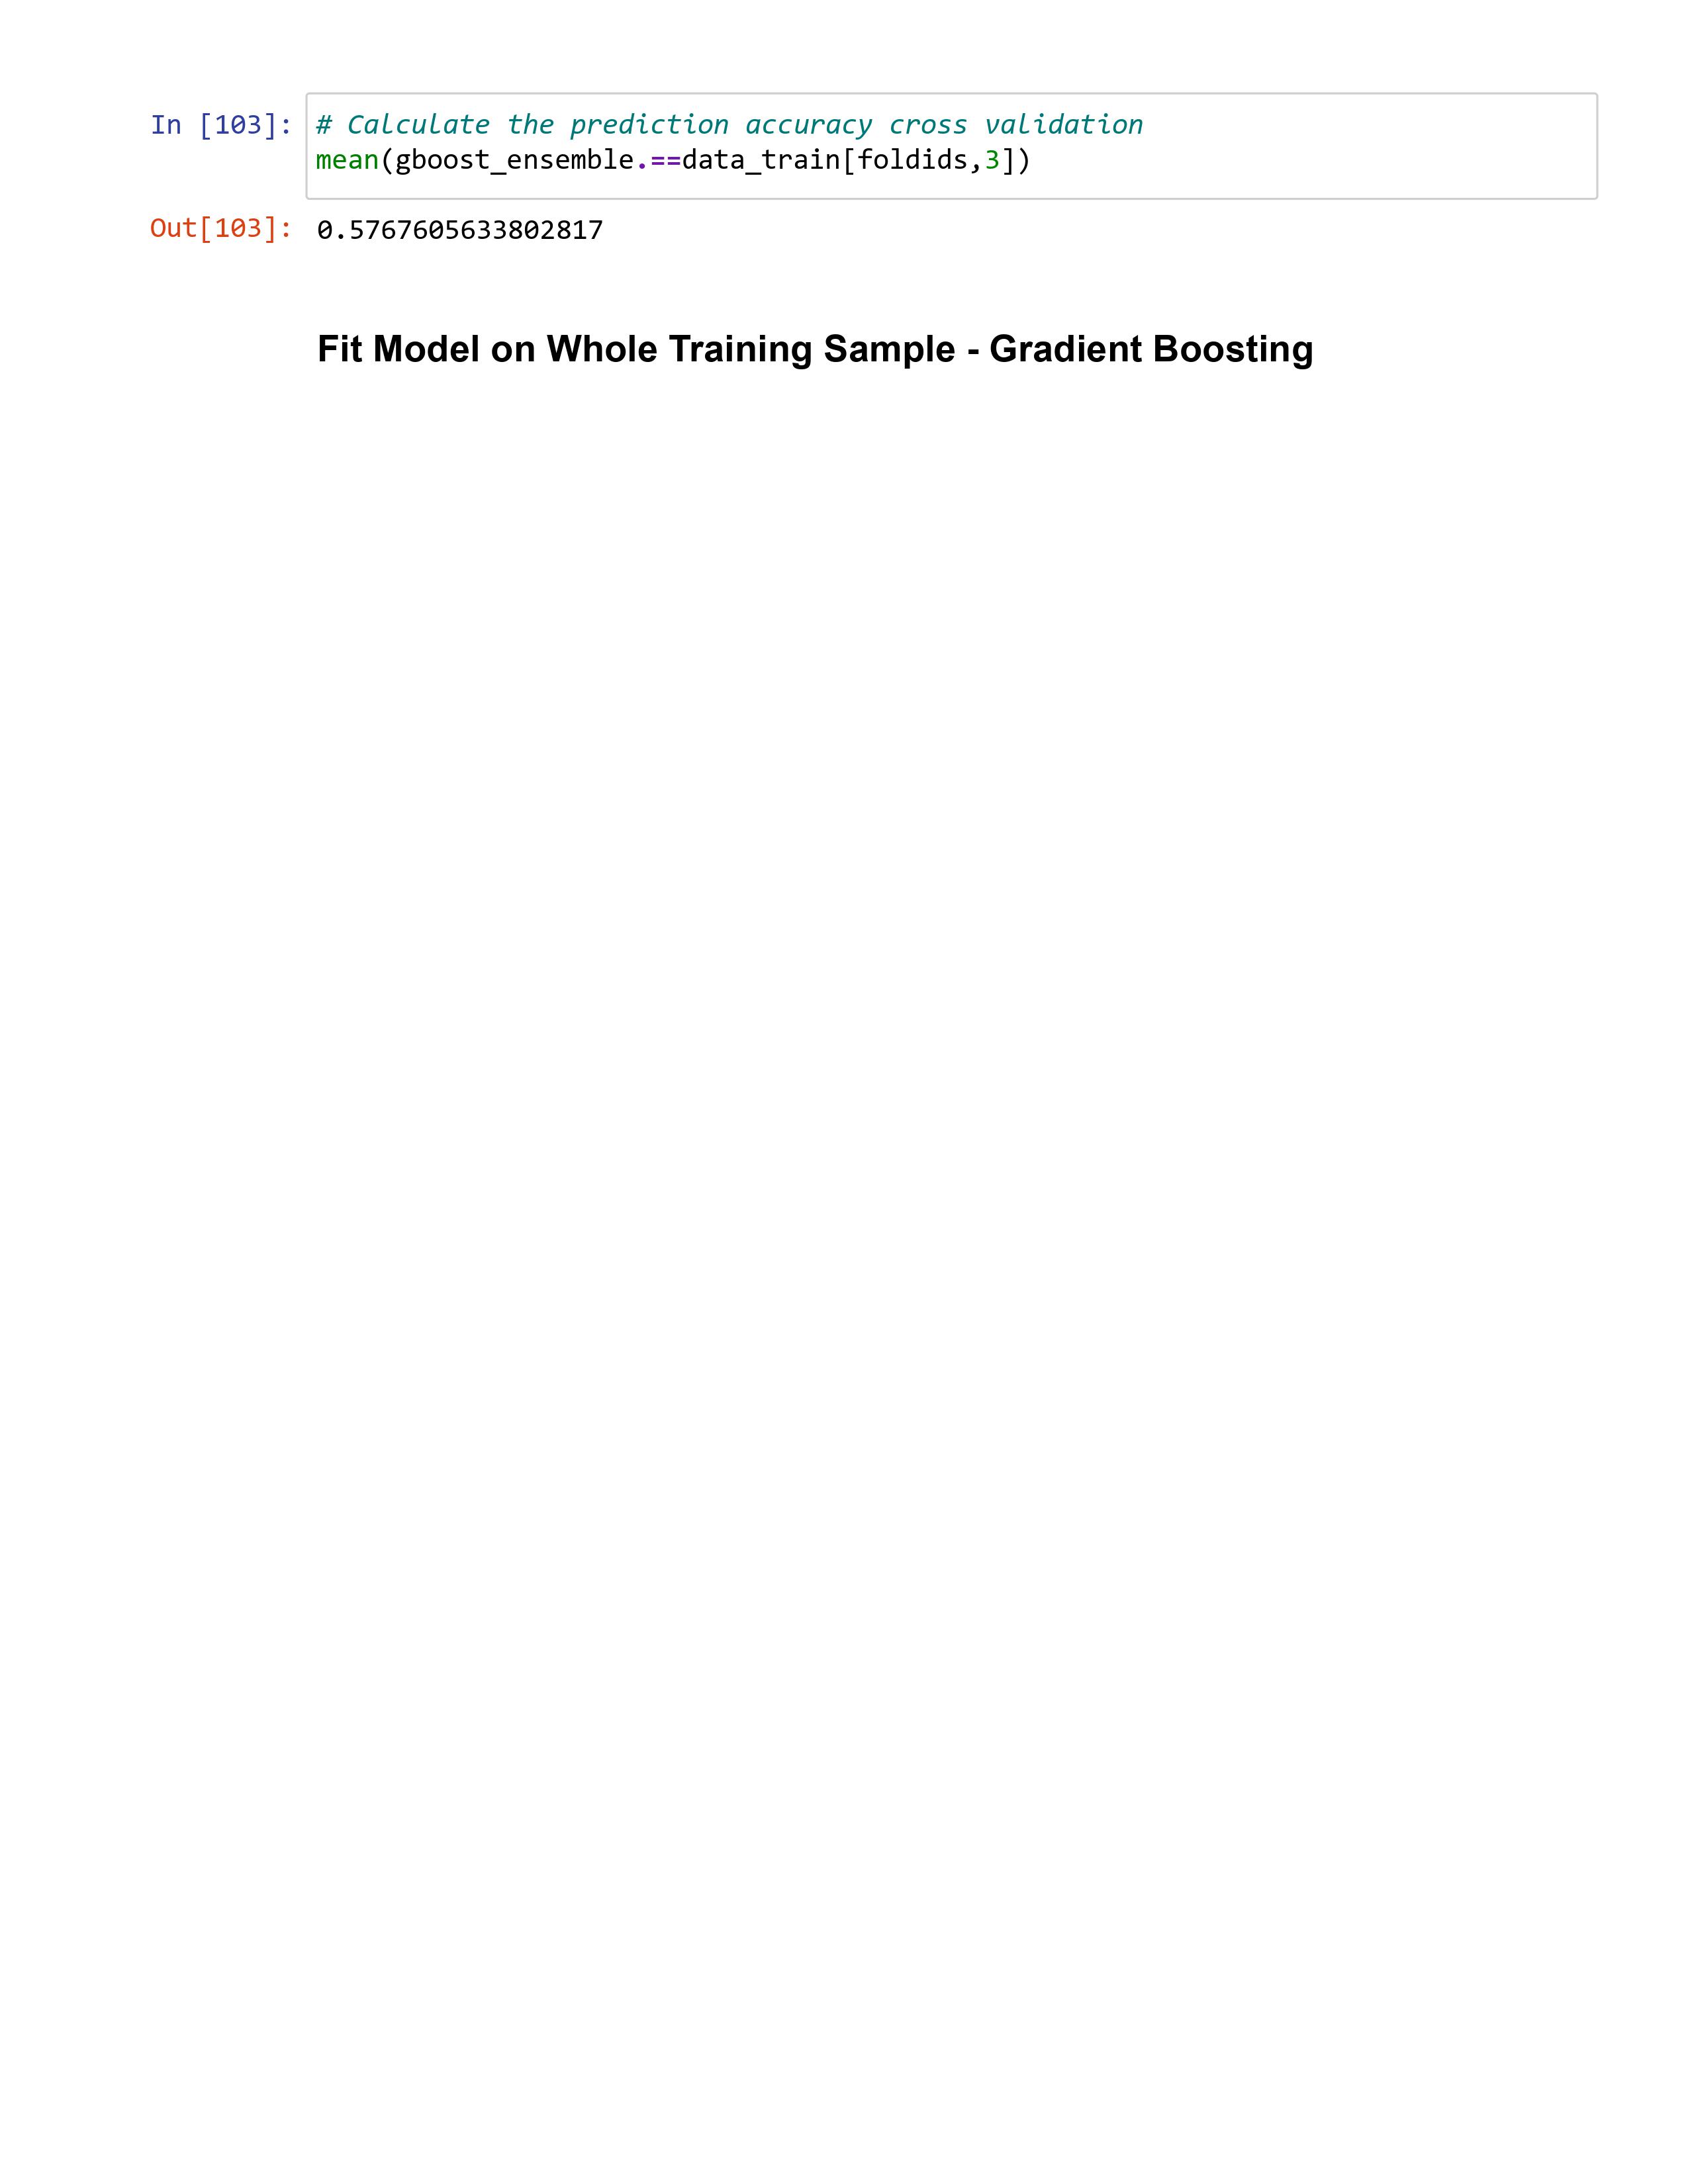 In [103]: # Calculate the prediction accuracy cross validation
mean(gboost_ensemble.==data_train[foldids,3])
Out[103]: 0.5767605633802817
Fit Model on Whole Training Sample - Gradient Boosting